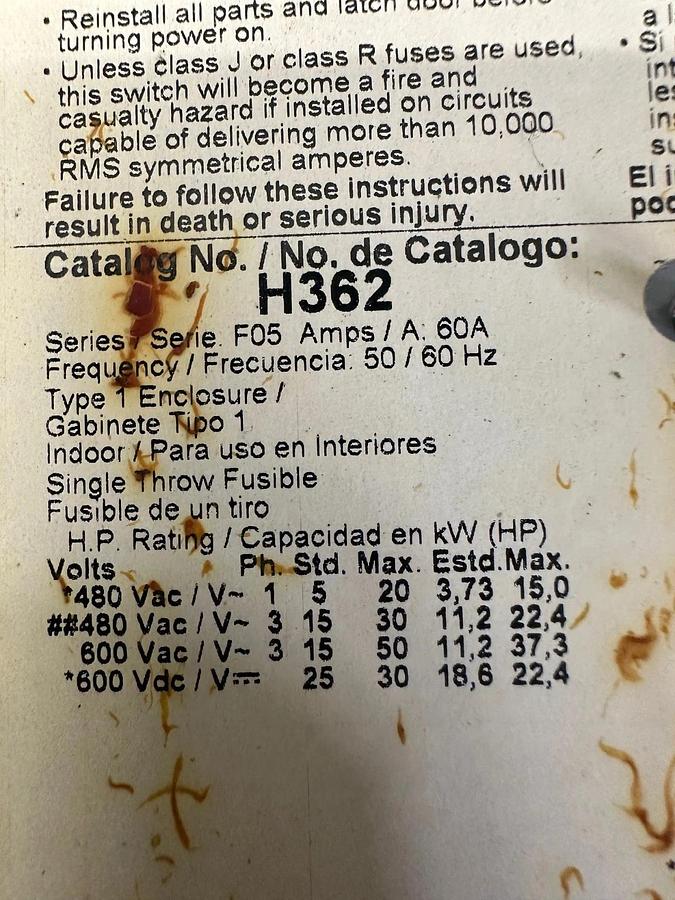 • Reinstall all parts and latch door before
turning power on.
• Unless class J or class R fuses are used,
this switch will become a fire and
casualty hazard if installed on circuits
capable of delivering more than 10,000
RMS symmetrical amperes.
Failure to follow these instructions will
result in death or serious injury.
a
• Si
El
Catalog No. / No. de Catalogo:
H362
Series / Serie: F05 Amps / A: 60A
Frequency / Frecuencia: 50 / 60 Hz
Type 1 Enclosure /
Gabinete Tipo 1
Indoor / Para uso en Interiores
Single Throw Fusible
Fusible de un tiro
H.P. Rating / Capacidad en kW (HP)
Volts Ph. Std. Max. Estd. Max.
*480 Vac / V~ 1 5 20 3,73 15,0
##480 Vac / V~ 3 15 30 11,2 22,4
600 Vac / V~ 3 15 50 11,2 37,3
*600 Vdc / V⎓ 25 30 18,6 22,4